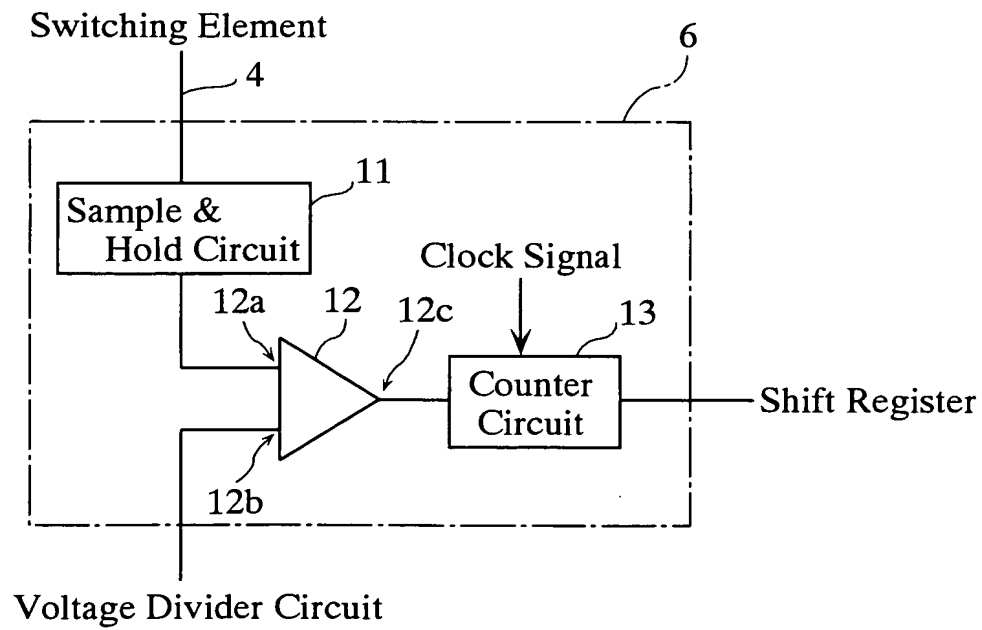 Switching Element
6
4
11
Sample &
Hold Circuit
Clock Signal
12a
12
12c
13
Counter
Circuit
Shift Register
12b
Voltage Divider Circuit